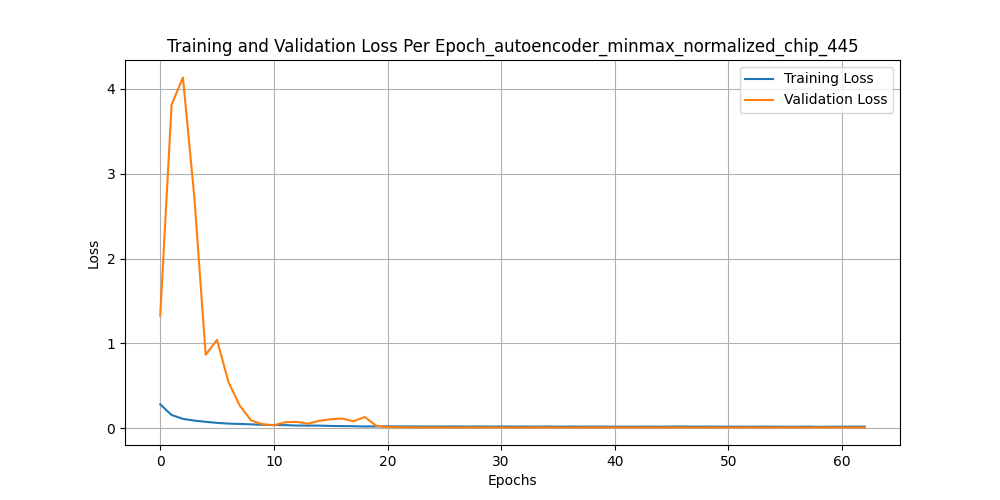 Training and Validation Loss Per Epoch_autoencoder_minmax_normalized_chip_445
Training Loss
Validation Loss
4
3
2
1
0
Loss
0 10 20 30 40 50 60
Epochs